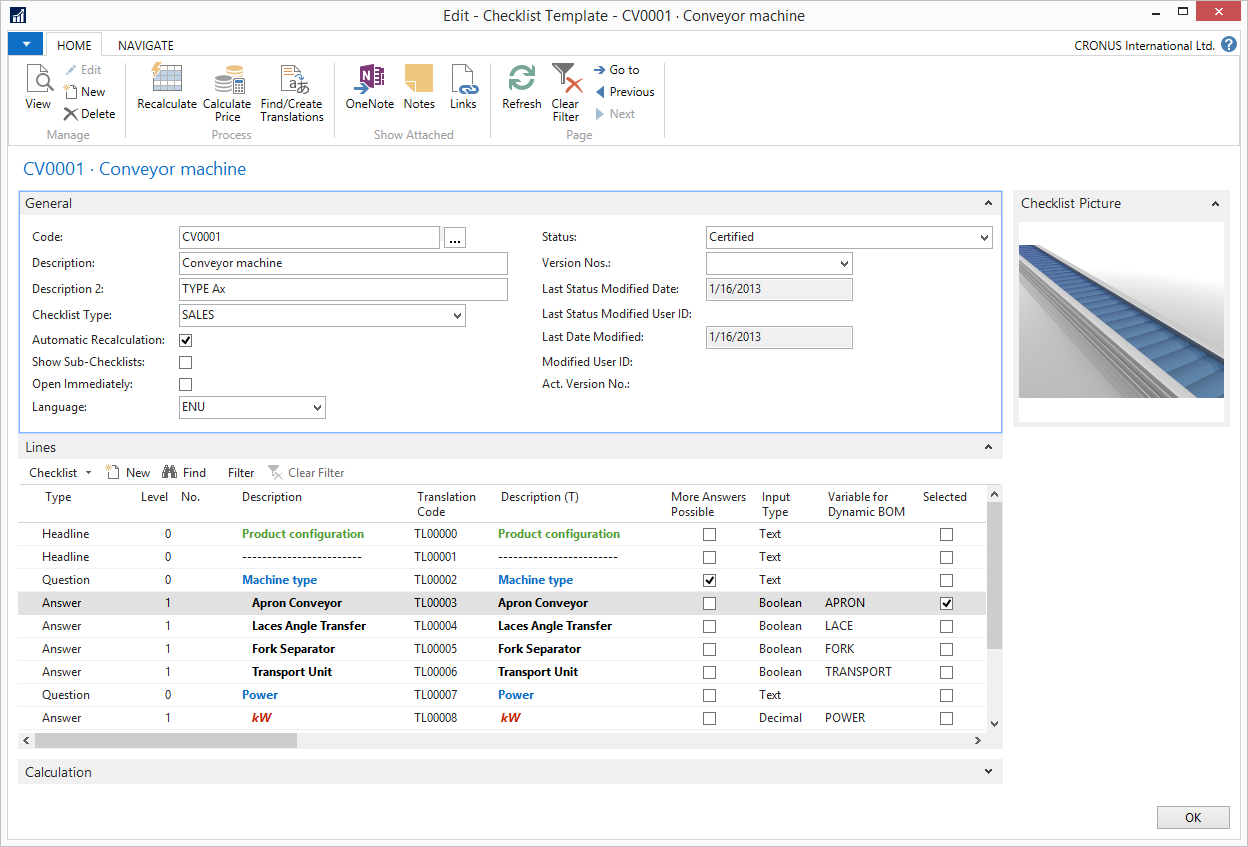 Edit - Checklist Template - CV0001 · Conveyor machine
HOME NAVIGATE CRONUS International Ltd. ?
View
Edit
New
Delete
Manage
Recalculate
Calculate Price
Find/Create Translations
Process
OneNote
Notes
Links
Show Attached
Refresh
Clear Filter
Go to
Previous
Next
Page
CV0001 · Conveyor machine
General
Code: CV0001 ...
Description: Conveyor machine
Description 2: TYPE Ax
Checklist Type: SALES
Automatic Recalculation:
Show Sub-Checklists:
Open Immediately:
Language: ENU
Status: Certified
Version Nos.:
Last Status Modified Date: 1/16/2013
Last Status Modified User ID:
Last Date Modified: 1/16/2013
Modified User ID:
Act. Version No.:
Checklist Picture
Lines
Checklist New Find Filter Clear Filter
Type Level No. Description Translation Code Description (T) More Answers Possible Input Type Variable for Dynamic BOM Selected
Headline 0 Product configuration TL00000 Product configuration Text
Headline 0 ------------------------ TL00001 ------------------------ Text
Question 0 Machine type TL00002 Machine type Text
Answer 1 Apron Conveyor TL00003 Apron Conveyor Boolean APRON
Answer 1 Laces Angle Transfer TL00004 Laces Angle Transfer Boolean LACE
Answer 1 Fork Separator TL00005 Fork Separator Boolean FORK
Answer 1 Transport Unit TL00006 Transport Unit Boolean TRANSPORT
Question 0 Power TL00007 Power Text
Answer 1 kW TL00008 kW Decimal POWER
Calculation
OK